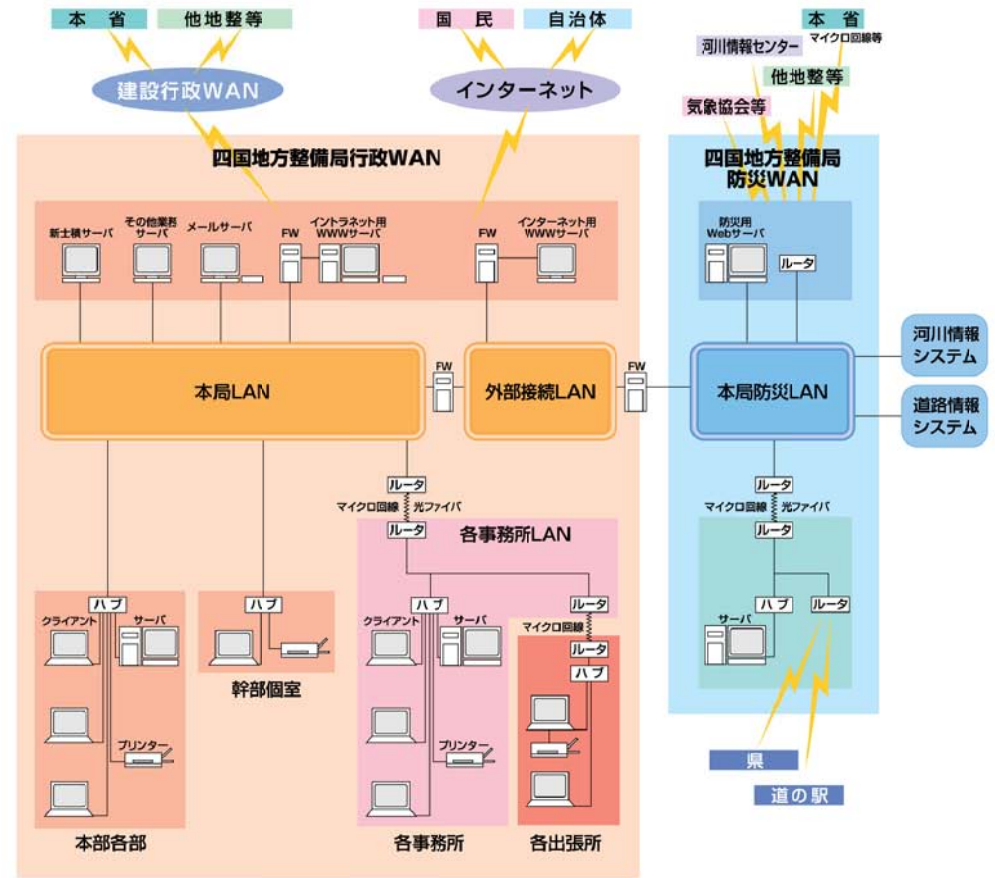 本 省
他地整等
国 民
自治体
本 省
マイクロ回線等
河川情報センター
他地整等
気象協会等
建設行政WAN
インターネット
四国地方整備局行政WAN
四国地方整備局
防災WAN
新土積サーバ
その他業務
サーバ
メールサーバ
FW
イントラネット用
WWWサーバ
FW
インターネット用
WWWサーバ
防災用
Webサーバ
ルータ
本局LAN
FW
外部接続LAN
FW
本局防災LAN
河川情報
システム
道路情報
システム
ルータ
マイクロ回線
光ファイバ
ルータ
各事務所LAN
ルータ
マイクロ回線
光ファイバ
ルータ
ハ ブ
クライアント
サーバ
プリンター
本部各部
ハ ブ
幹部個室
ハ ブ
クライアント
サーバ
プリンター
各事務所
ルータ
マイクロ回線
ルータ
ハ ブ
各出張所
ハ ブ
ルータ
サーバ
県
道の駅